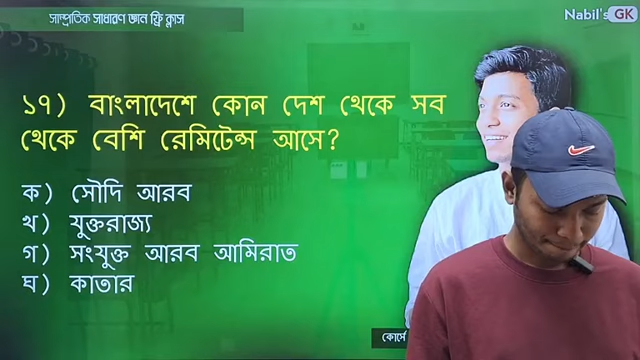 সাম্প্রতিক সাধারণ জ্ঞান ফ্রি ক্লাস
Nabil's GK
১৭) বাংলাদেশে কোন দেশ থেকে সব
থেকে বেশি রেমিটেন্স আসে?
ক) সৌদি আরব
খ) যুক্তরাজ্য
গ) সংযুক্ত আরব আমিরাত
ঘ) কাতার
কোর্সে